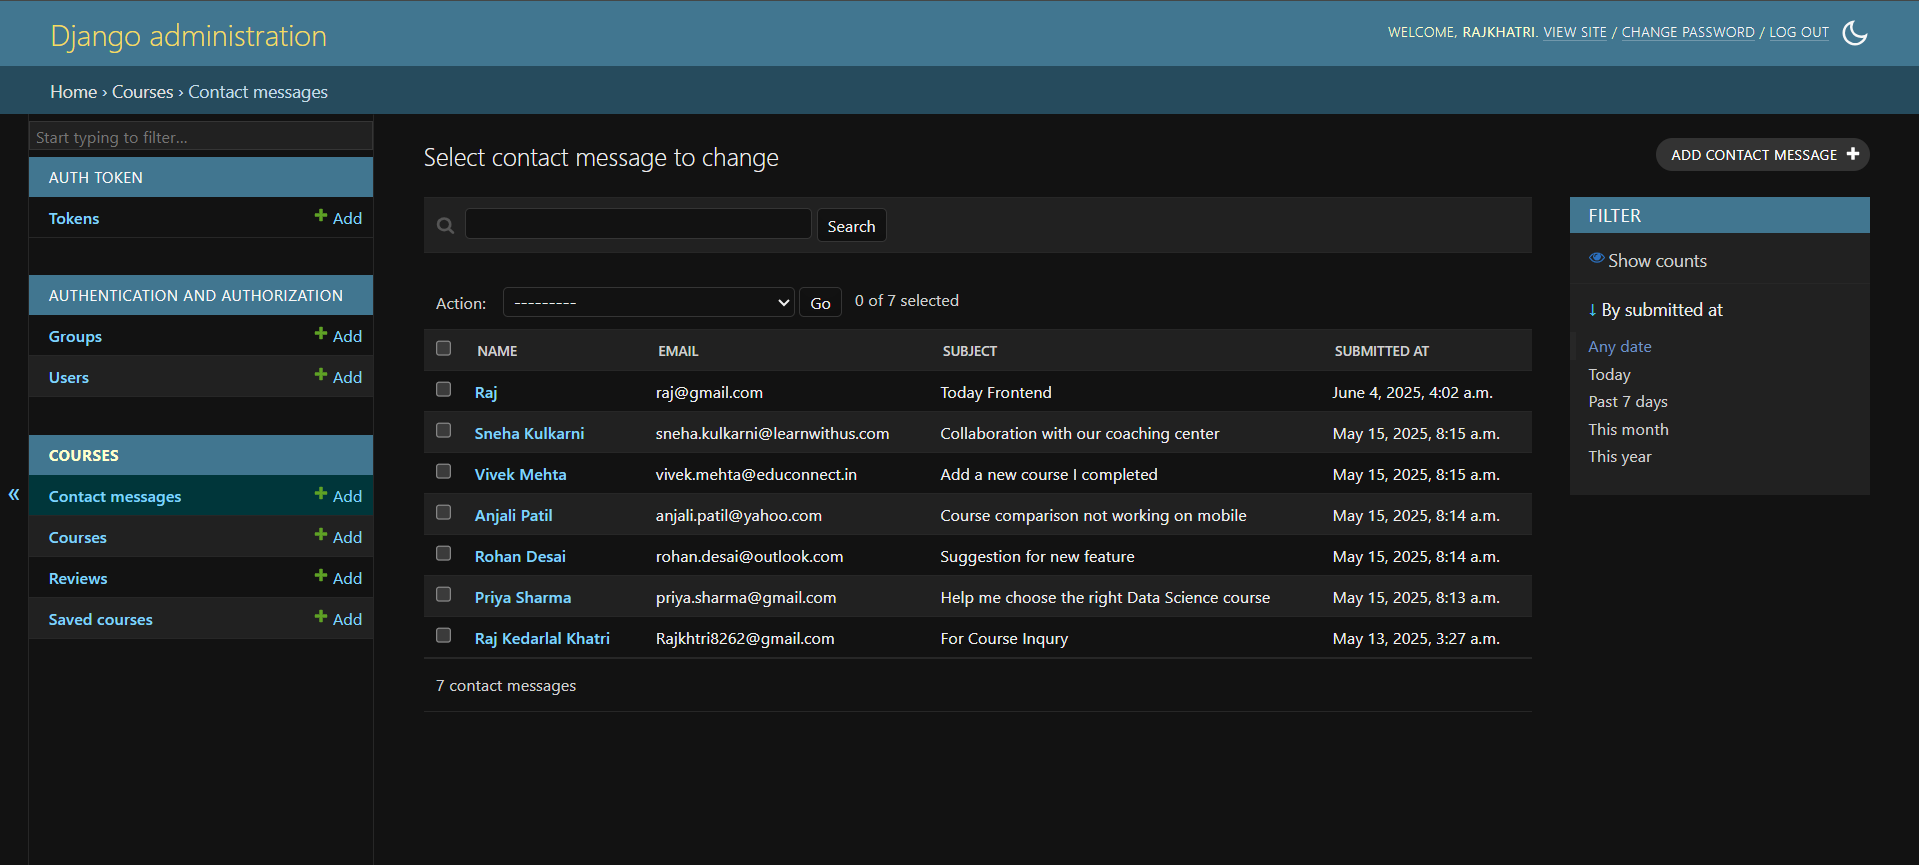 Django administration
WELCOME, RAJKHATRI. VIEW SITE / CHANGE PASSWORD / LOG OUT
Home › Courses › Contact messages
Start typing to filter...
AUTH TOKEN
Tokens + Add
AUTHENTICATION AND AUTHORIZATION
Groups + Add
Users + Add
COURSES
Contact messages + Add
Courses + Add
Reviews + Add
Saved courses + Add
«
Select contact message to change
ADD CONTACT MESSAGE +
Search
Action: --------- Go 0 of 7 selected
NAME EMAIL SUBJECT SUBMITTED AT
Raj raj@gmail.com Today Frontend June 4, 2025, 4:02 a.m.
Sneha Kulkarni sneha.kulkarni@learnwithus.com Collaboration with our coaching center May 15, 2025, 8:15 a.m.
Vivek Mehta vivek.mehta@educonnect.in Add a new course I completed May 15, 2025, 8:15 a.m.
Anjali Patil anjali.patil@yahoo.com Course comparison not working on mobile May 15, 2025, 8:14 a.m.
Rohan Desai rohan.desai@outlook.com Suggestion for new feature May 15, 2025, 8:14 a.m.
Priya Sharma priya.sharma@gmail.com Help me choose the right Data Science course May 15, 2025, 8:13 a.m.
Raj Kedarlal Khatri Rajkhtri8262@gmail.com For Course Inqury May 13, 2025, 3:27 a.m.
7 contact messages
FILTER
Show counts
↓ By submitted at
Any date
Today
Past 7 days
This month
This year